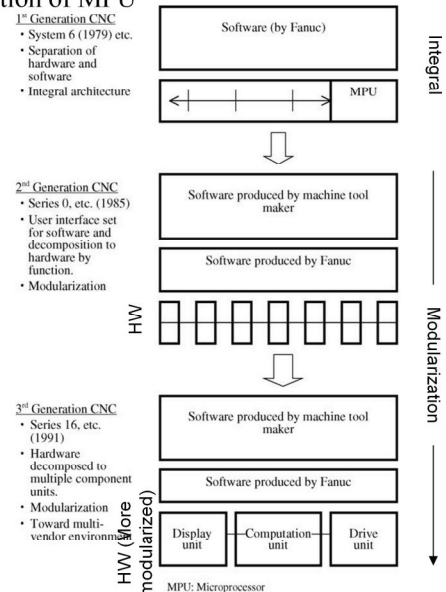 tion of MPU
1st Generation CNC
• System 6 (1979) etc.
• Separation of
hardware and
software
• Integral architecture
Software (by Fanuc)
MPU
Integral
2nd Generation CNC
• Series 0, etc. (1985)
• User interface set
for software and
decomposition to
hardware by
function.
• Modularization
Software produced by machine tool
maker
Software produced by Fanuc
HW
Modularization
3rd Generation CNC
• Series 16, etc.
(1991)
• Hardware
decomposed to
multiple component
units.
• Modularization
• Toward multi-
vendor environment
Software produced by machine tool
maker
Software produced by Fanuc
HW (More
modularized)
Display
unit
Computation
unit
Drive
unit
MPU: Microprocessor